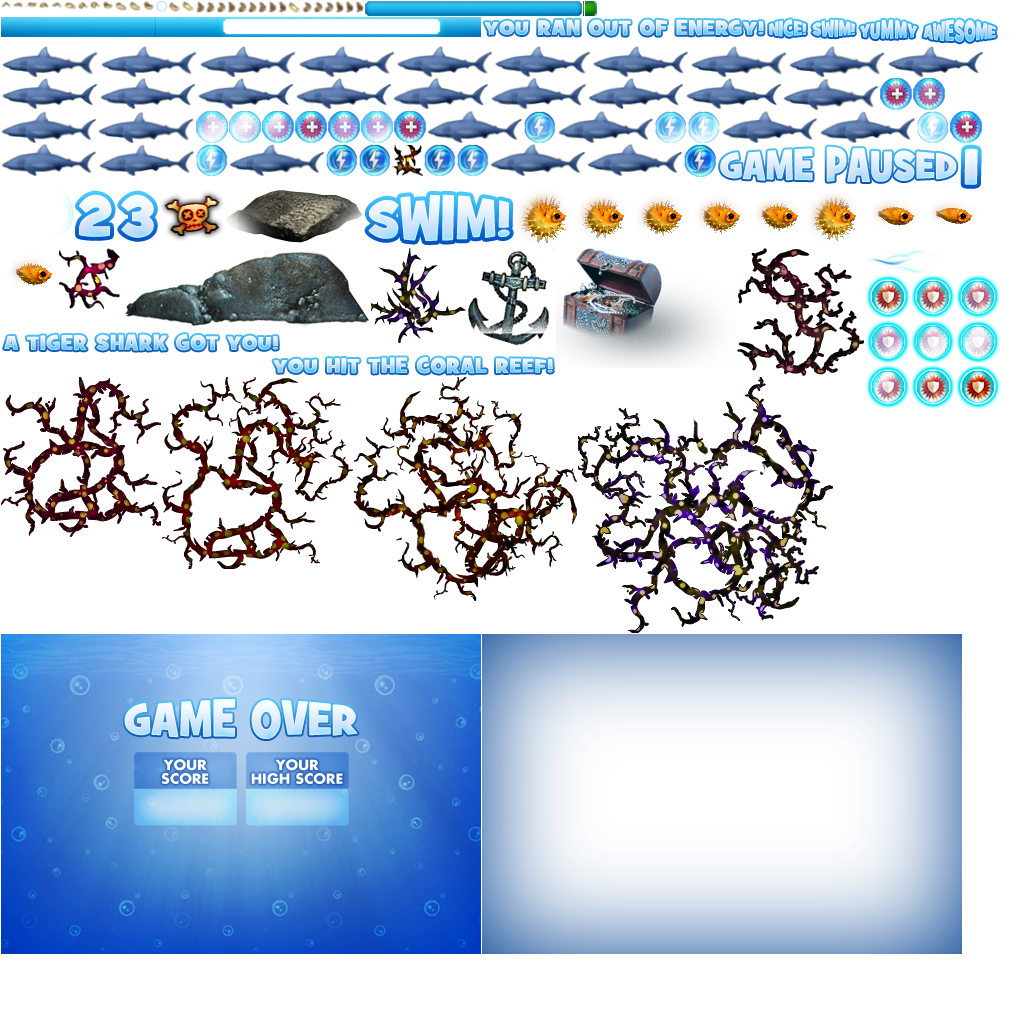 YOU RAN OUT OF ENERGY! NICE! SWIM! YUMMY AWESOME
GAME PAUSED 1
23 SWIM!
A TIGER SHARK GOT YOU!
YOU HIT THE CORAL REEF!
GAME OVER
YOUR SCORE
YOUR HIGH SCORE